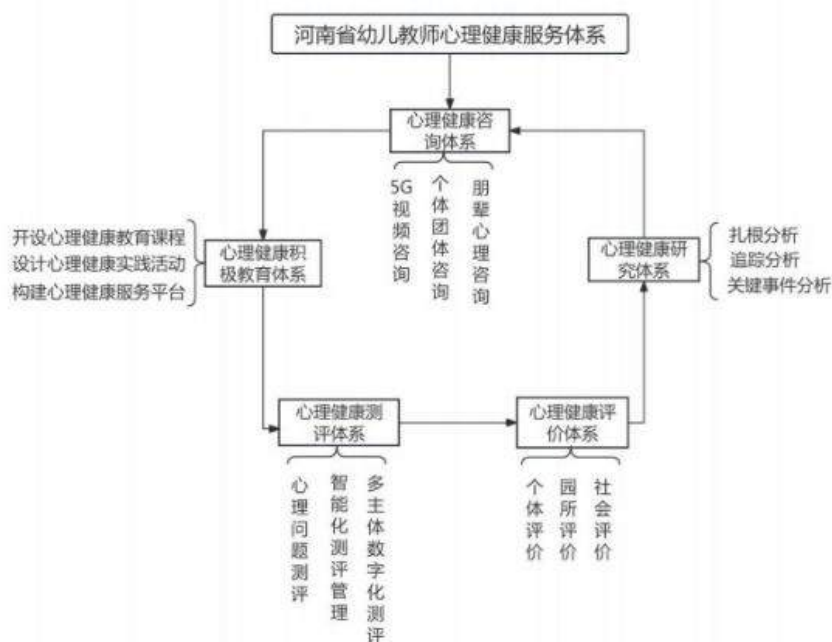 河南省幼儿教师心理健康服务体系
心理健康咨
询体系
5G视频咨询
个体团体咨询
朋辈心理咨询
开设心理健康教育课程
设计心理健康实践活动
构建心理健康服务平台
心理健康积
极教育体系
心理健康研
究体系
扎根分析
追踪分析
关键事件分析
心理健康测
评体系
心理问题测评
智能化测评管理
多主体数字化测评
心理健康评
价体系
个体评价
园所评价
社会评价